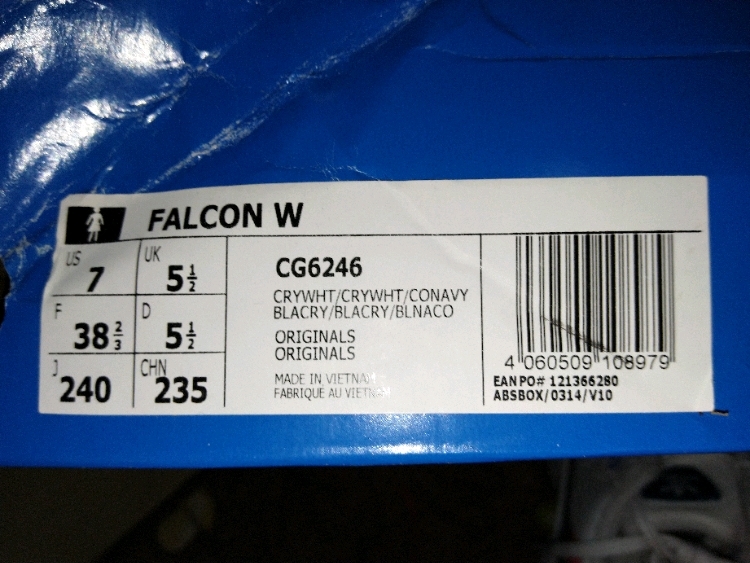 FALCON W
US
7
UK
5 1/2
F
38 2/3
D
5 1/2
J
240
CHN
235
CG6246
CRYWHT/CRYWHT/CONAVY
BLACRY/BLACRY/BLNACO
ORIGINALS
ORIGINALS
MADE IN VIETNAM
FABRIQUÉ AU VIETNAM
4 060509 108979
EAN PO# 121366280
ABSBOX/0314/V10